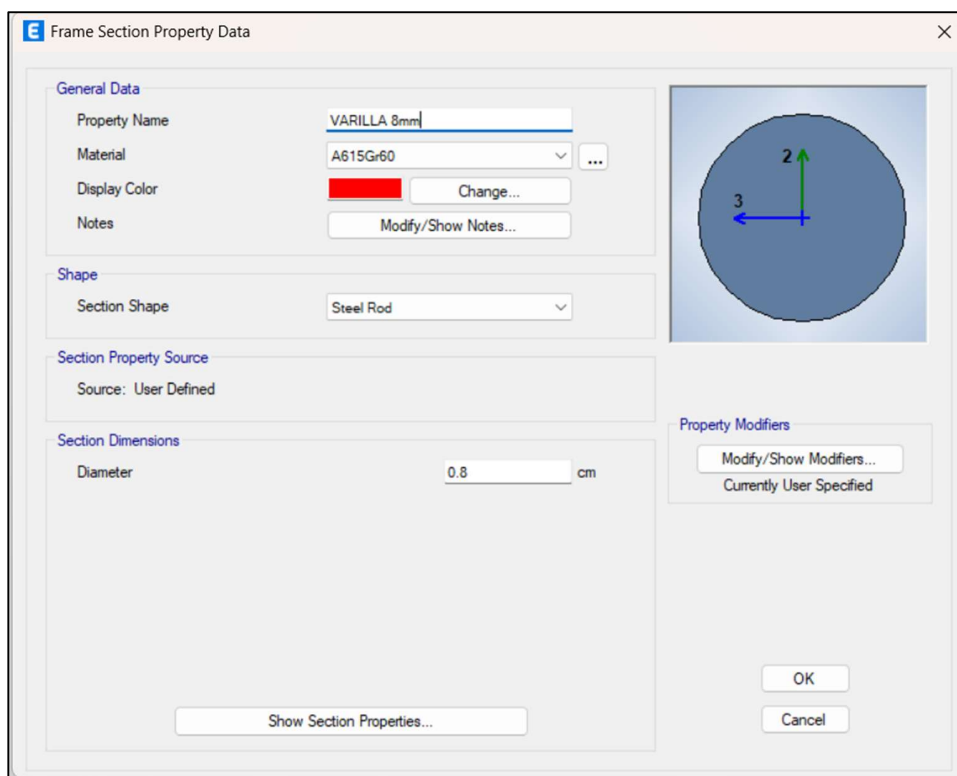 E Frame Section Property Data
General Data
Property Name VARILLA 8mm
Material A615Gr60 ...
Display Color Change...
Notes Modify/Show Notes...
Shape
Section Shape Steel Rod
Section Property Source
Source: User Defined
Section Dimensions
Diameter 0.8 cm
Show Section Properties...
2
3
Property Modifiers
Modify/Show Modifiers...
Currently User Specified
OK
Cancel